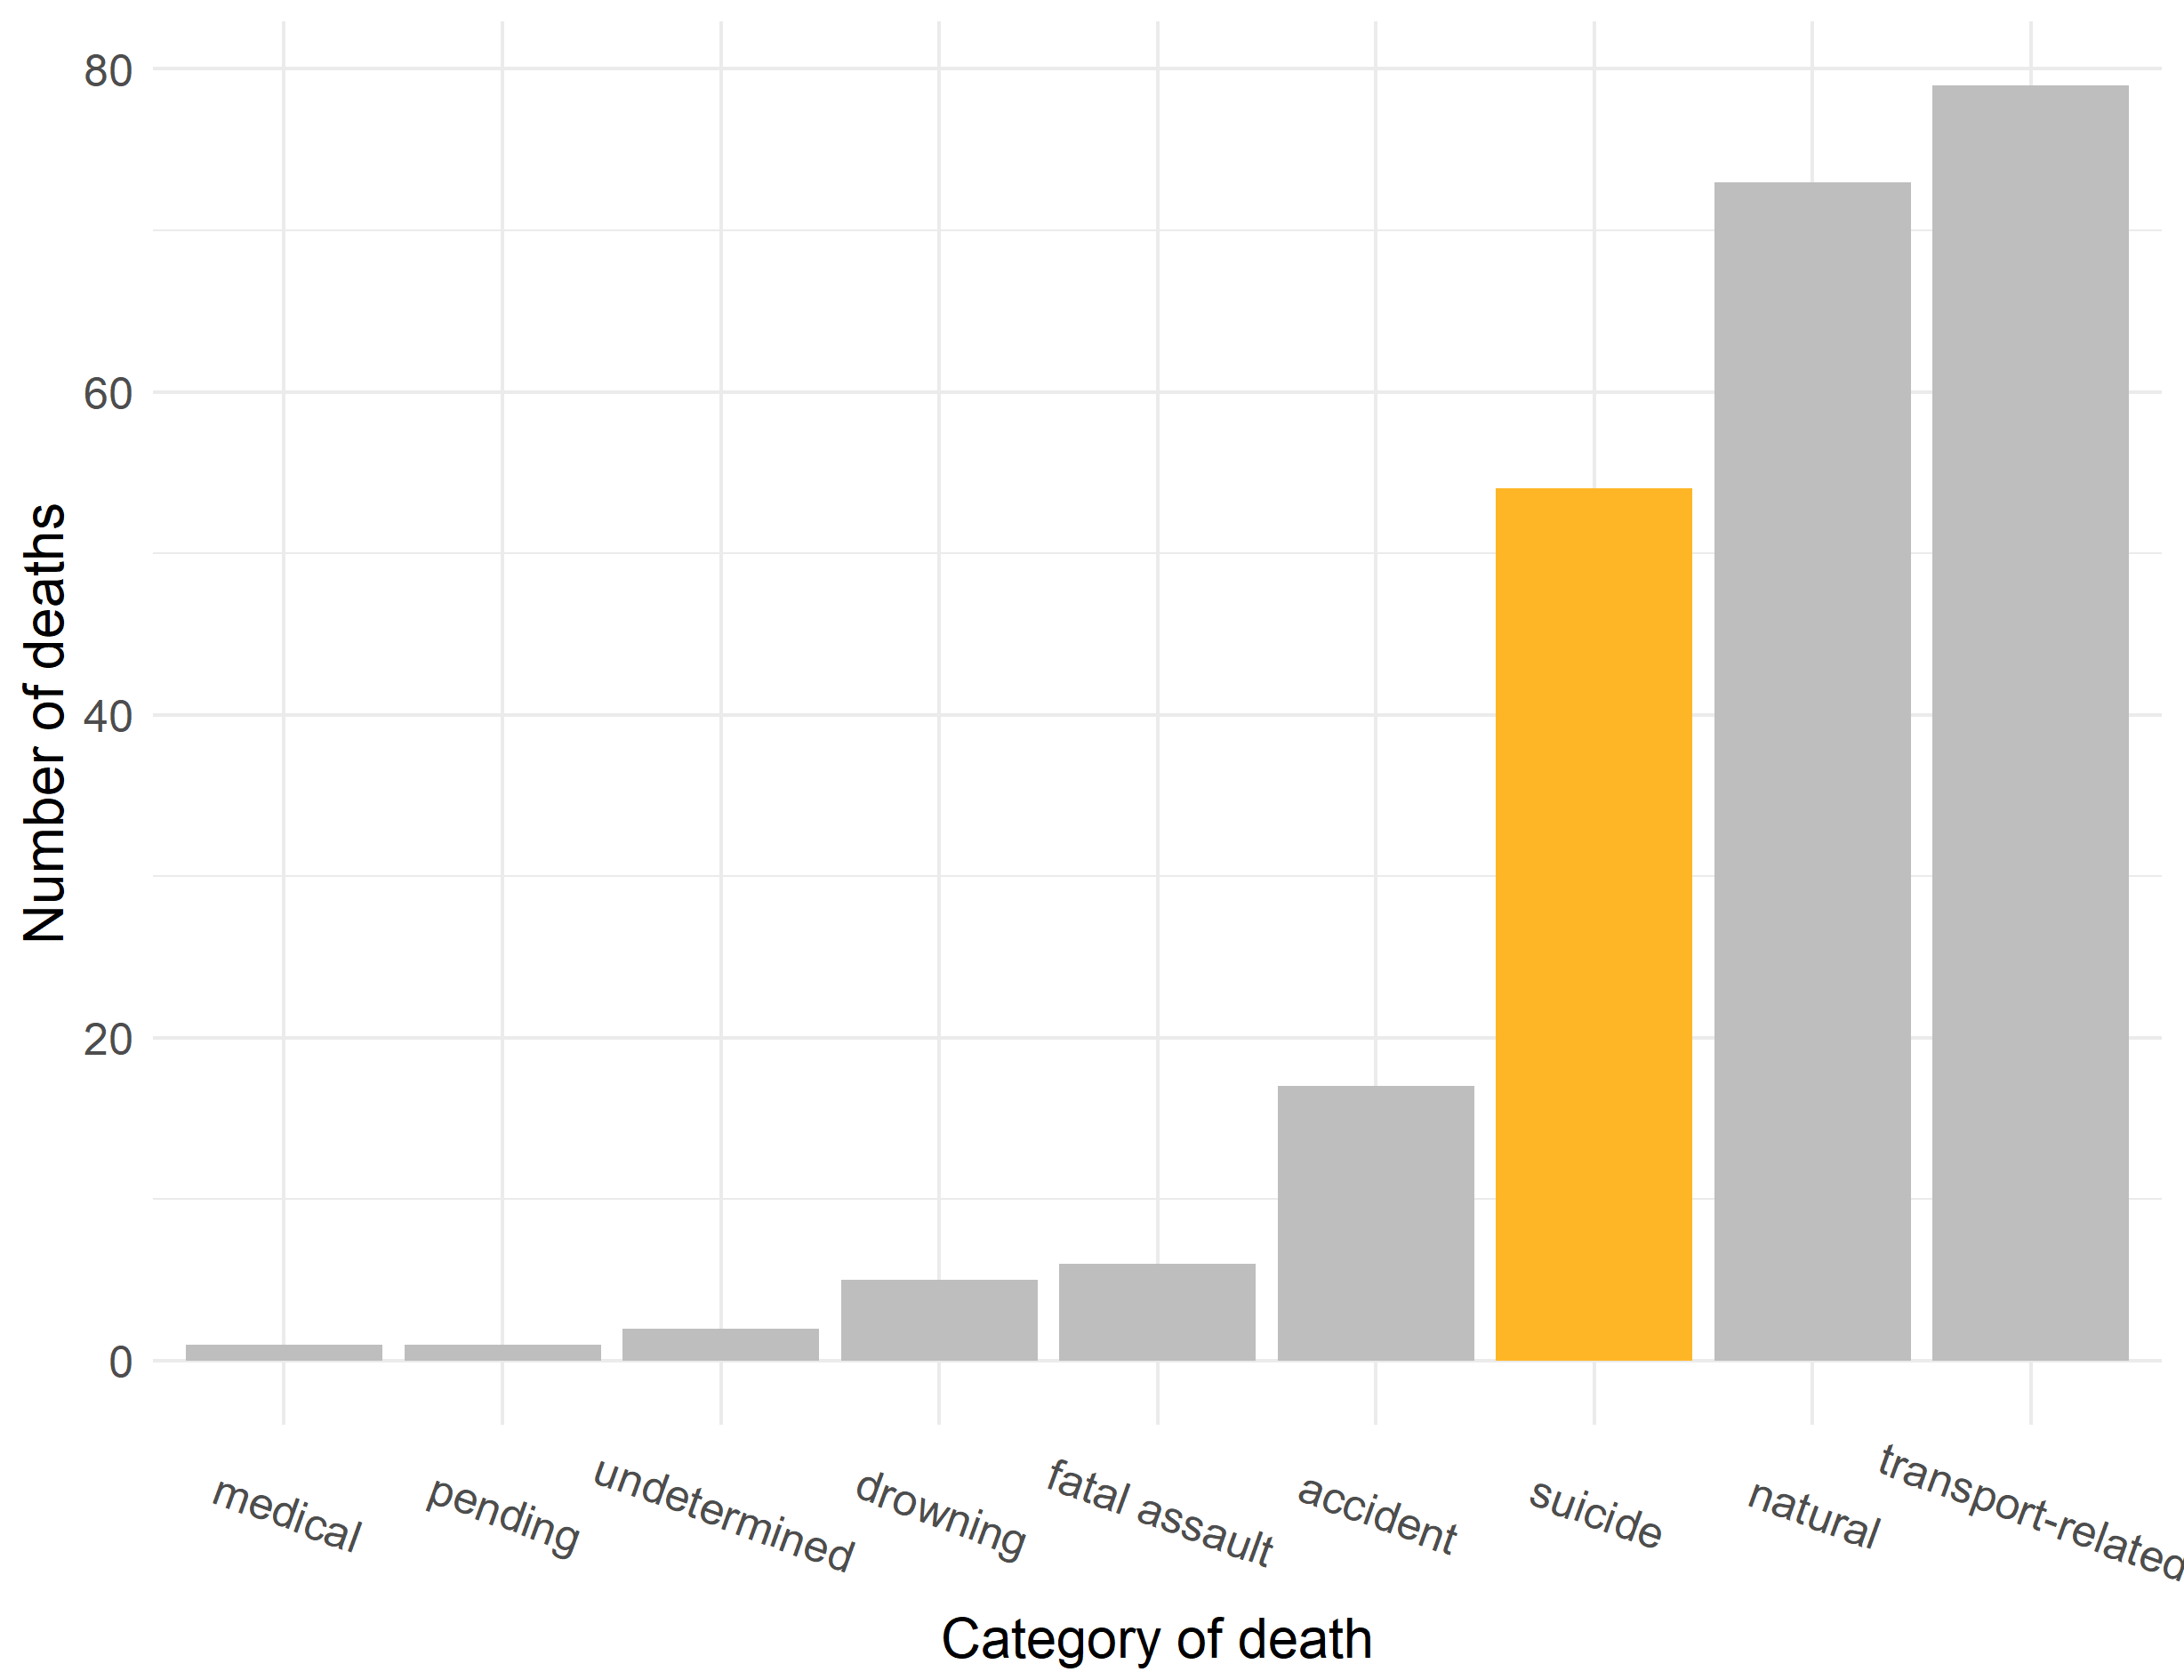 Number of deaths
80
60
40
20
0
medical
pending
undetermined
drowning
fatal assault
accident
suicide
natural
transport-related
Category of death